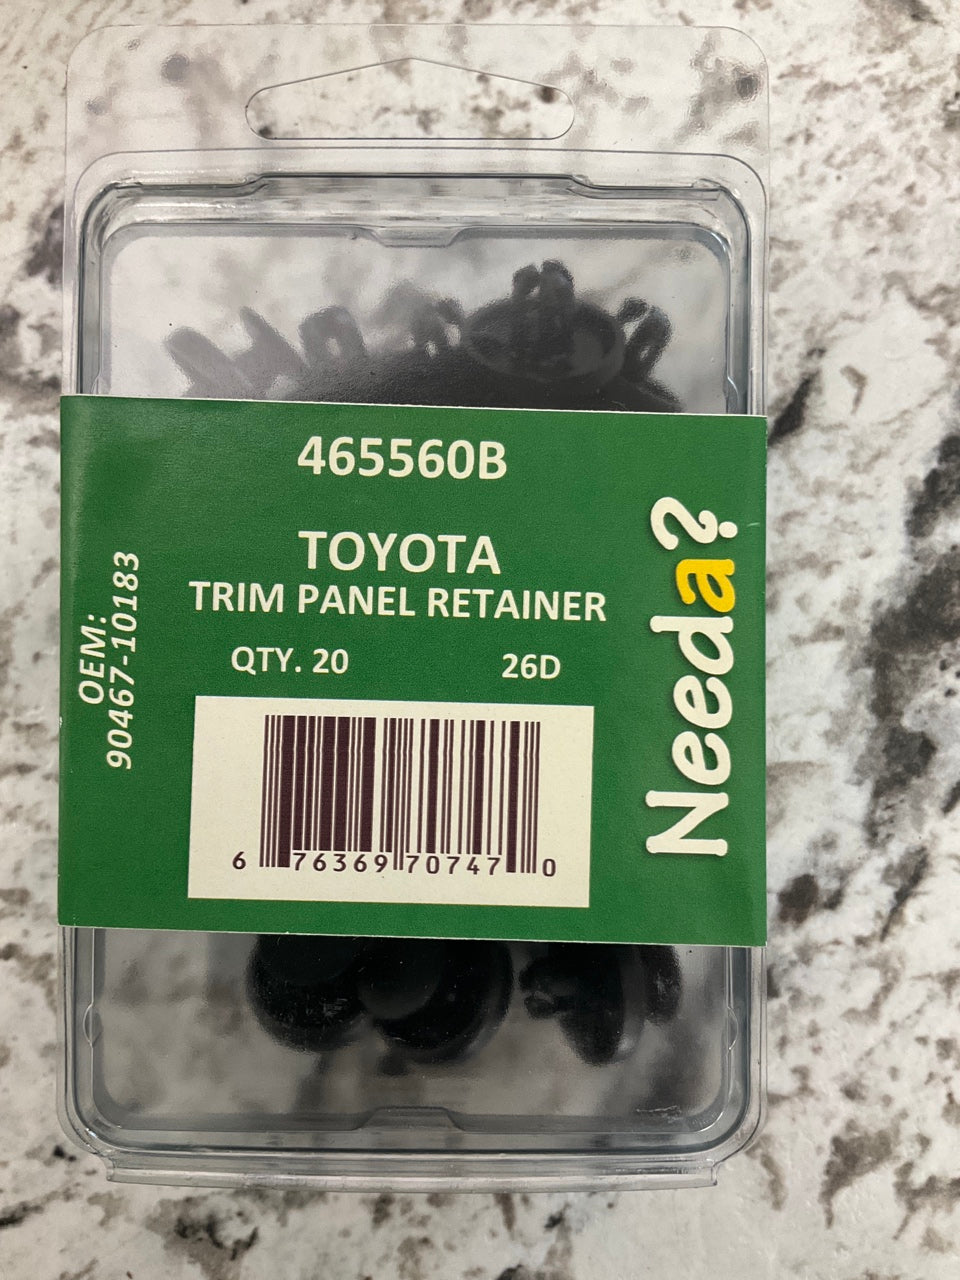 465560B
TOYOTA
TRIM PANEL RETAINER
QTY. 20 26D
OEM:
90467-10183
Needa?
6 76369 70747 0